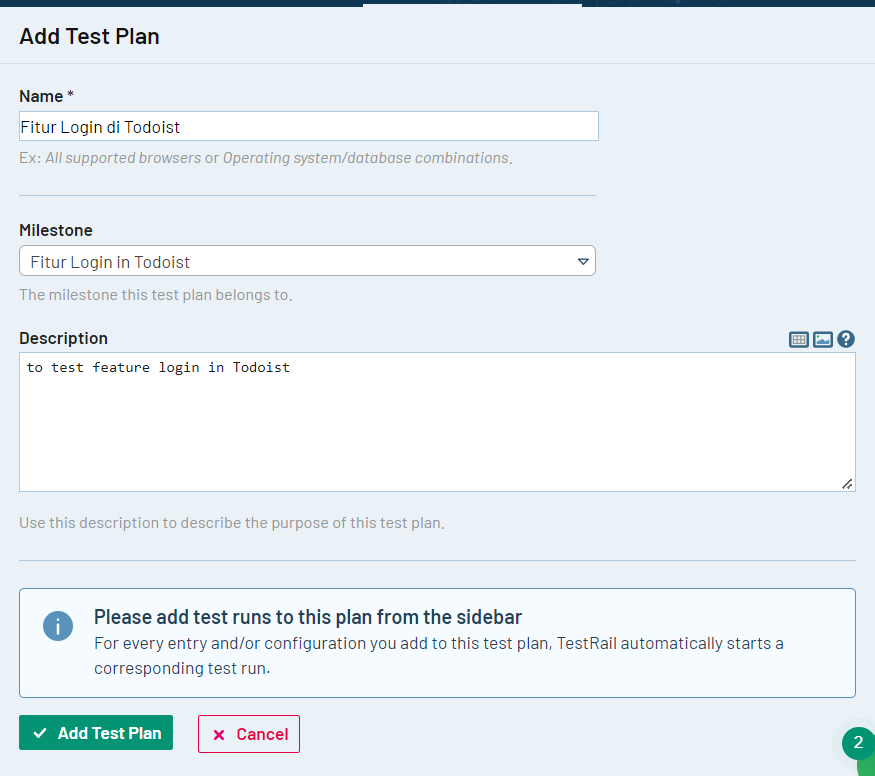 Add Test Plan
Name *
Fitur Login di Todoist
Ex: All supported browsers or Operating system/database combinations.
Milestone
Fitur Login in Todoist
The milestone this test plan belongs to.
Description
?
to test feature login in Todoist
Use this description to describe the purpose of this test plan.
i
Please add test runs to this plan from the sidebar
For every entry and/or configuration you add to this test plan, TestRail automatically starts a
corresponding test run.
Add Test Plan
Cancel
2